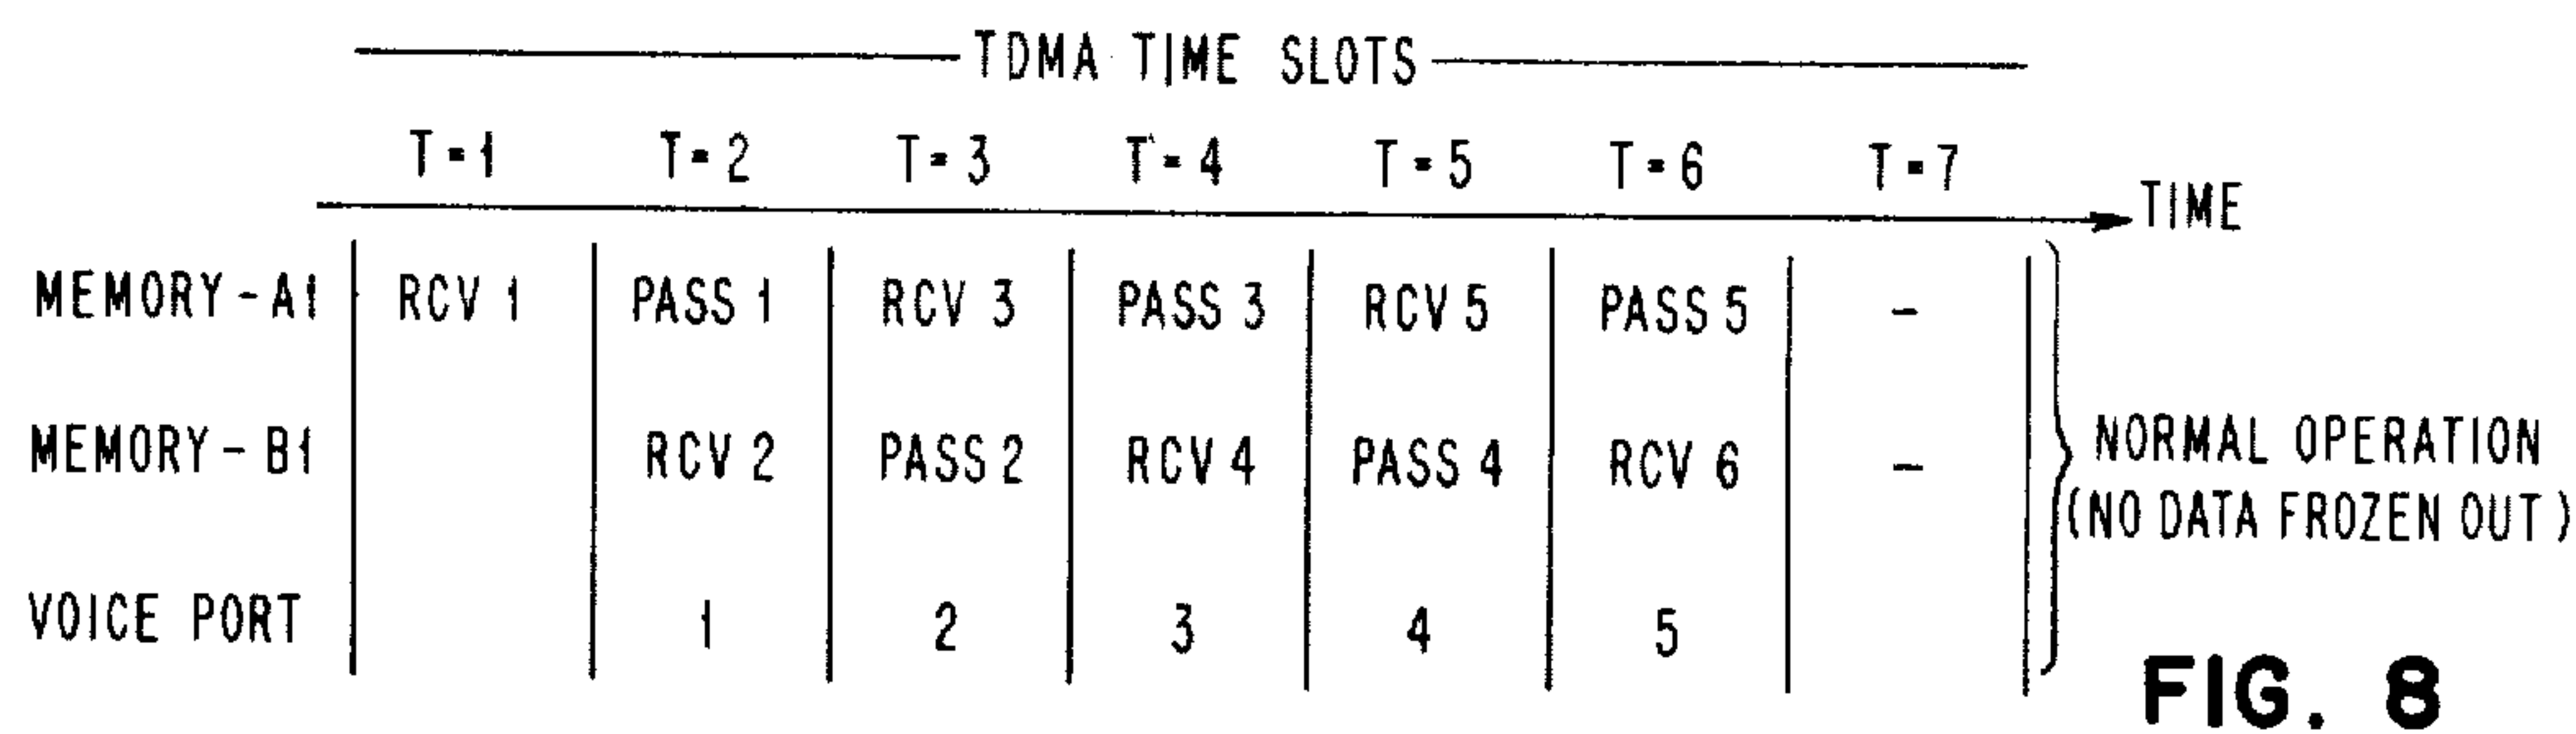 TDMA TIME SLOTS
T=1 T=2 T=3 T=4 T=5 T=6 T=7
TIME
MEMORY-A1 RCV 1 PASS 1 RCV 3 PASS 3 RCV 5 PASS 5 -
MEMORY-B1 RCV 2 PASS 2 RCV 4 PASS 4 RCV 6 -
NORMAL OPERATION
(NO DATA FROZEN OUT)
VOICE PORT 1 2 3 4 5
FIG. 8